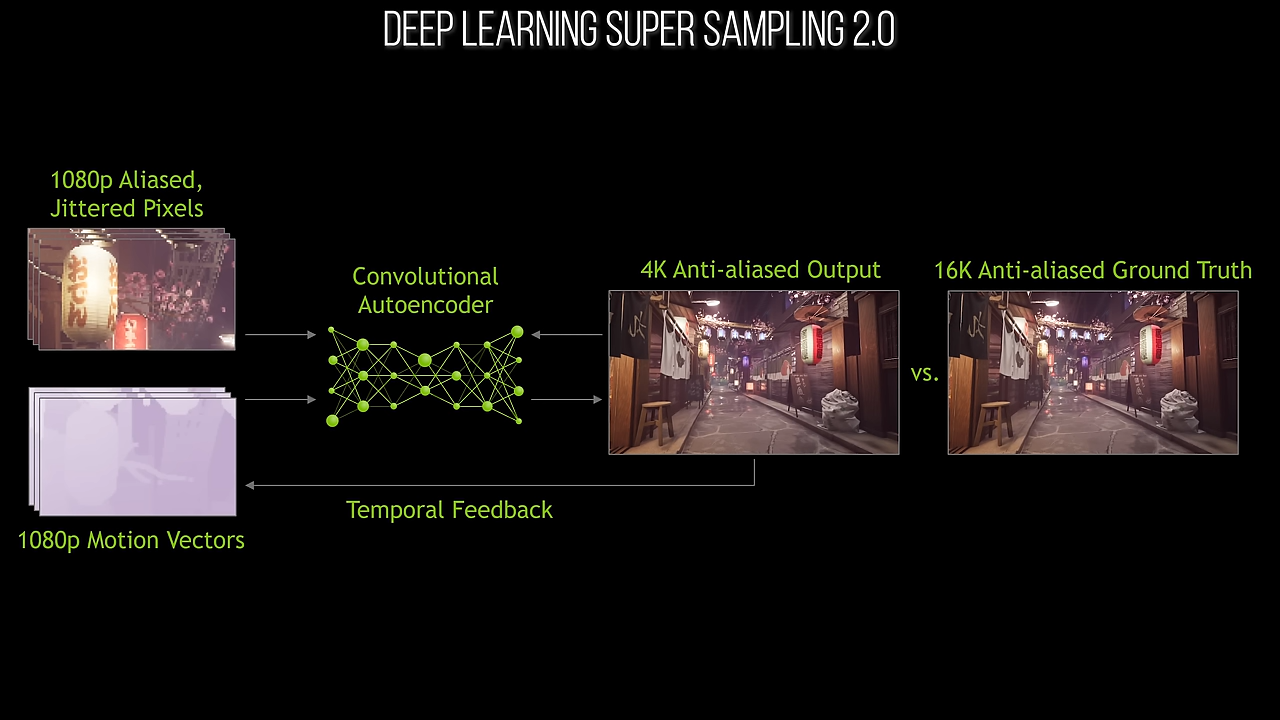 DEEP LEARNING SUPER SAMPLING 2.0
1080p Aliased,
Jittered Pixels
Convolutional
Autoencoder
4K Anti-aliased Output
16K Anti-aliased Ground Truth
vs.
Temporal Feedback
1080p Motion Vectors